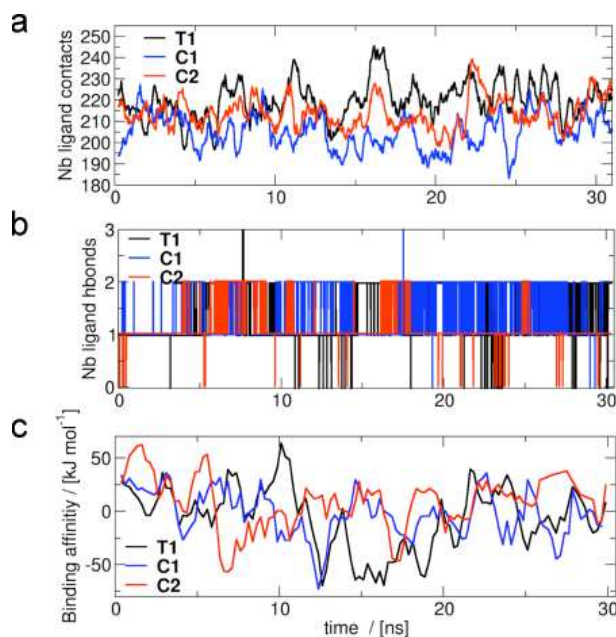 a
250
240
230
220
210
200
190
180
Nb ligand contacts
T1
C1
C2
0 10 20 30
b
3
2
1
0
Nb ligand hbonds
T1
C1
C2
0 10 20 30
c
50
0
-50
Binding affinitiy / [kJ mol⁻¹]
T1
C1
C2
0 10 20 30
time / [ns]